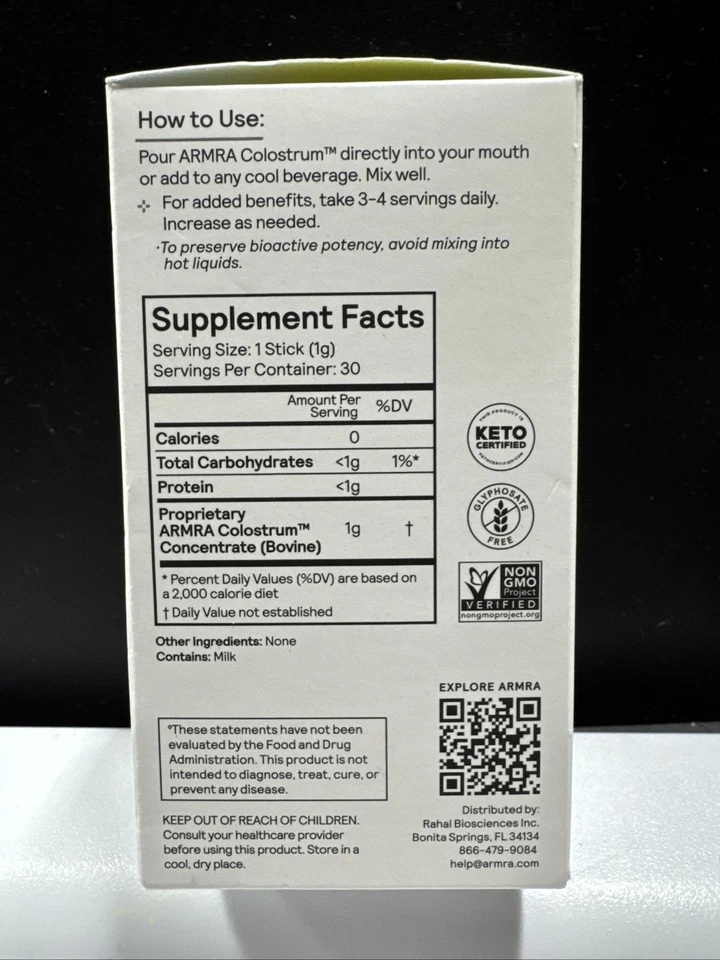 How to Use:
Pour ARMRA Colostrum™ directly into your mouth
or add to any cool beverage. Mix well.
For added benefits, take 3-4 servings daily.
Increase as needed.
·To preserve bioactive potency, avoid mixing into
hot liquids.
Supplement Facts
Serving Size: 1 Stick (1g)
Servings Per Container: 30
Amount Per
Serving %DV
Calories 0
Total Carbohydrates <1g 1%*
Protein <1g
Proprietary
ARMRA Colostrum™ 1g †
Concentrate (Bovine)
* Percent Daily Values (%DV) are based on
a 2,000 calorie diet
† Daily Value not established
Other Ingredients: None
Contains: Milk
THIS PRODUCT IS
KETO
CERTIFIED
KETOCERTIFIED.COM
GLYPHOSATE
FREE
NON
GMO
Project
VERIFIED
nongmoproject.org
EXPLORE ARMRA
°These statements have not been
evaluated by the Food and Drug
Administration. This product is not
intended to diagnose, treat, cure, or
prevent any disease.
KEEP OUT OF REACH OF CHILDREN.
Consult your healthcare provider
before using this product. Store in a
cool, dry place.
Distributed by:
Rahal Biosciences Inc.
Bonita Springs, FL 34134
866-479-9084
help@armra.com